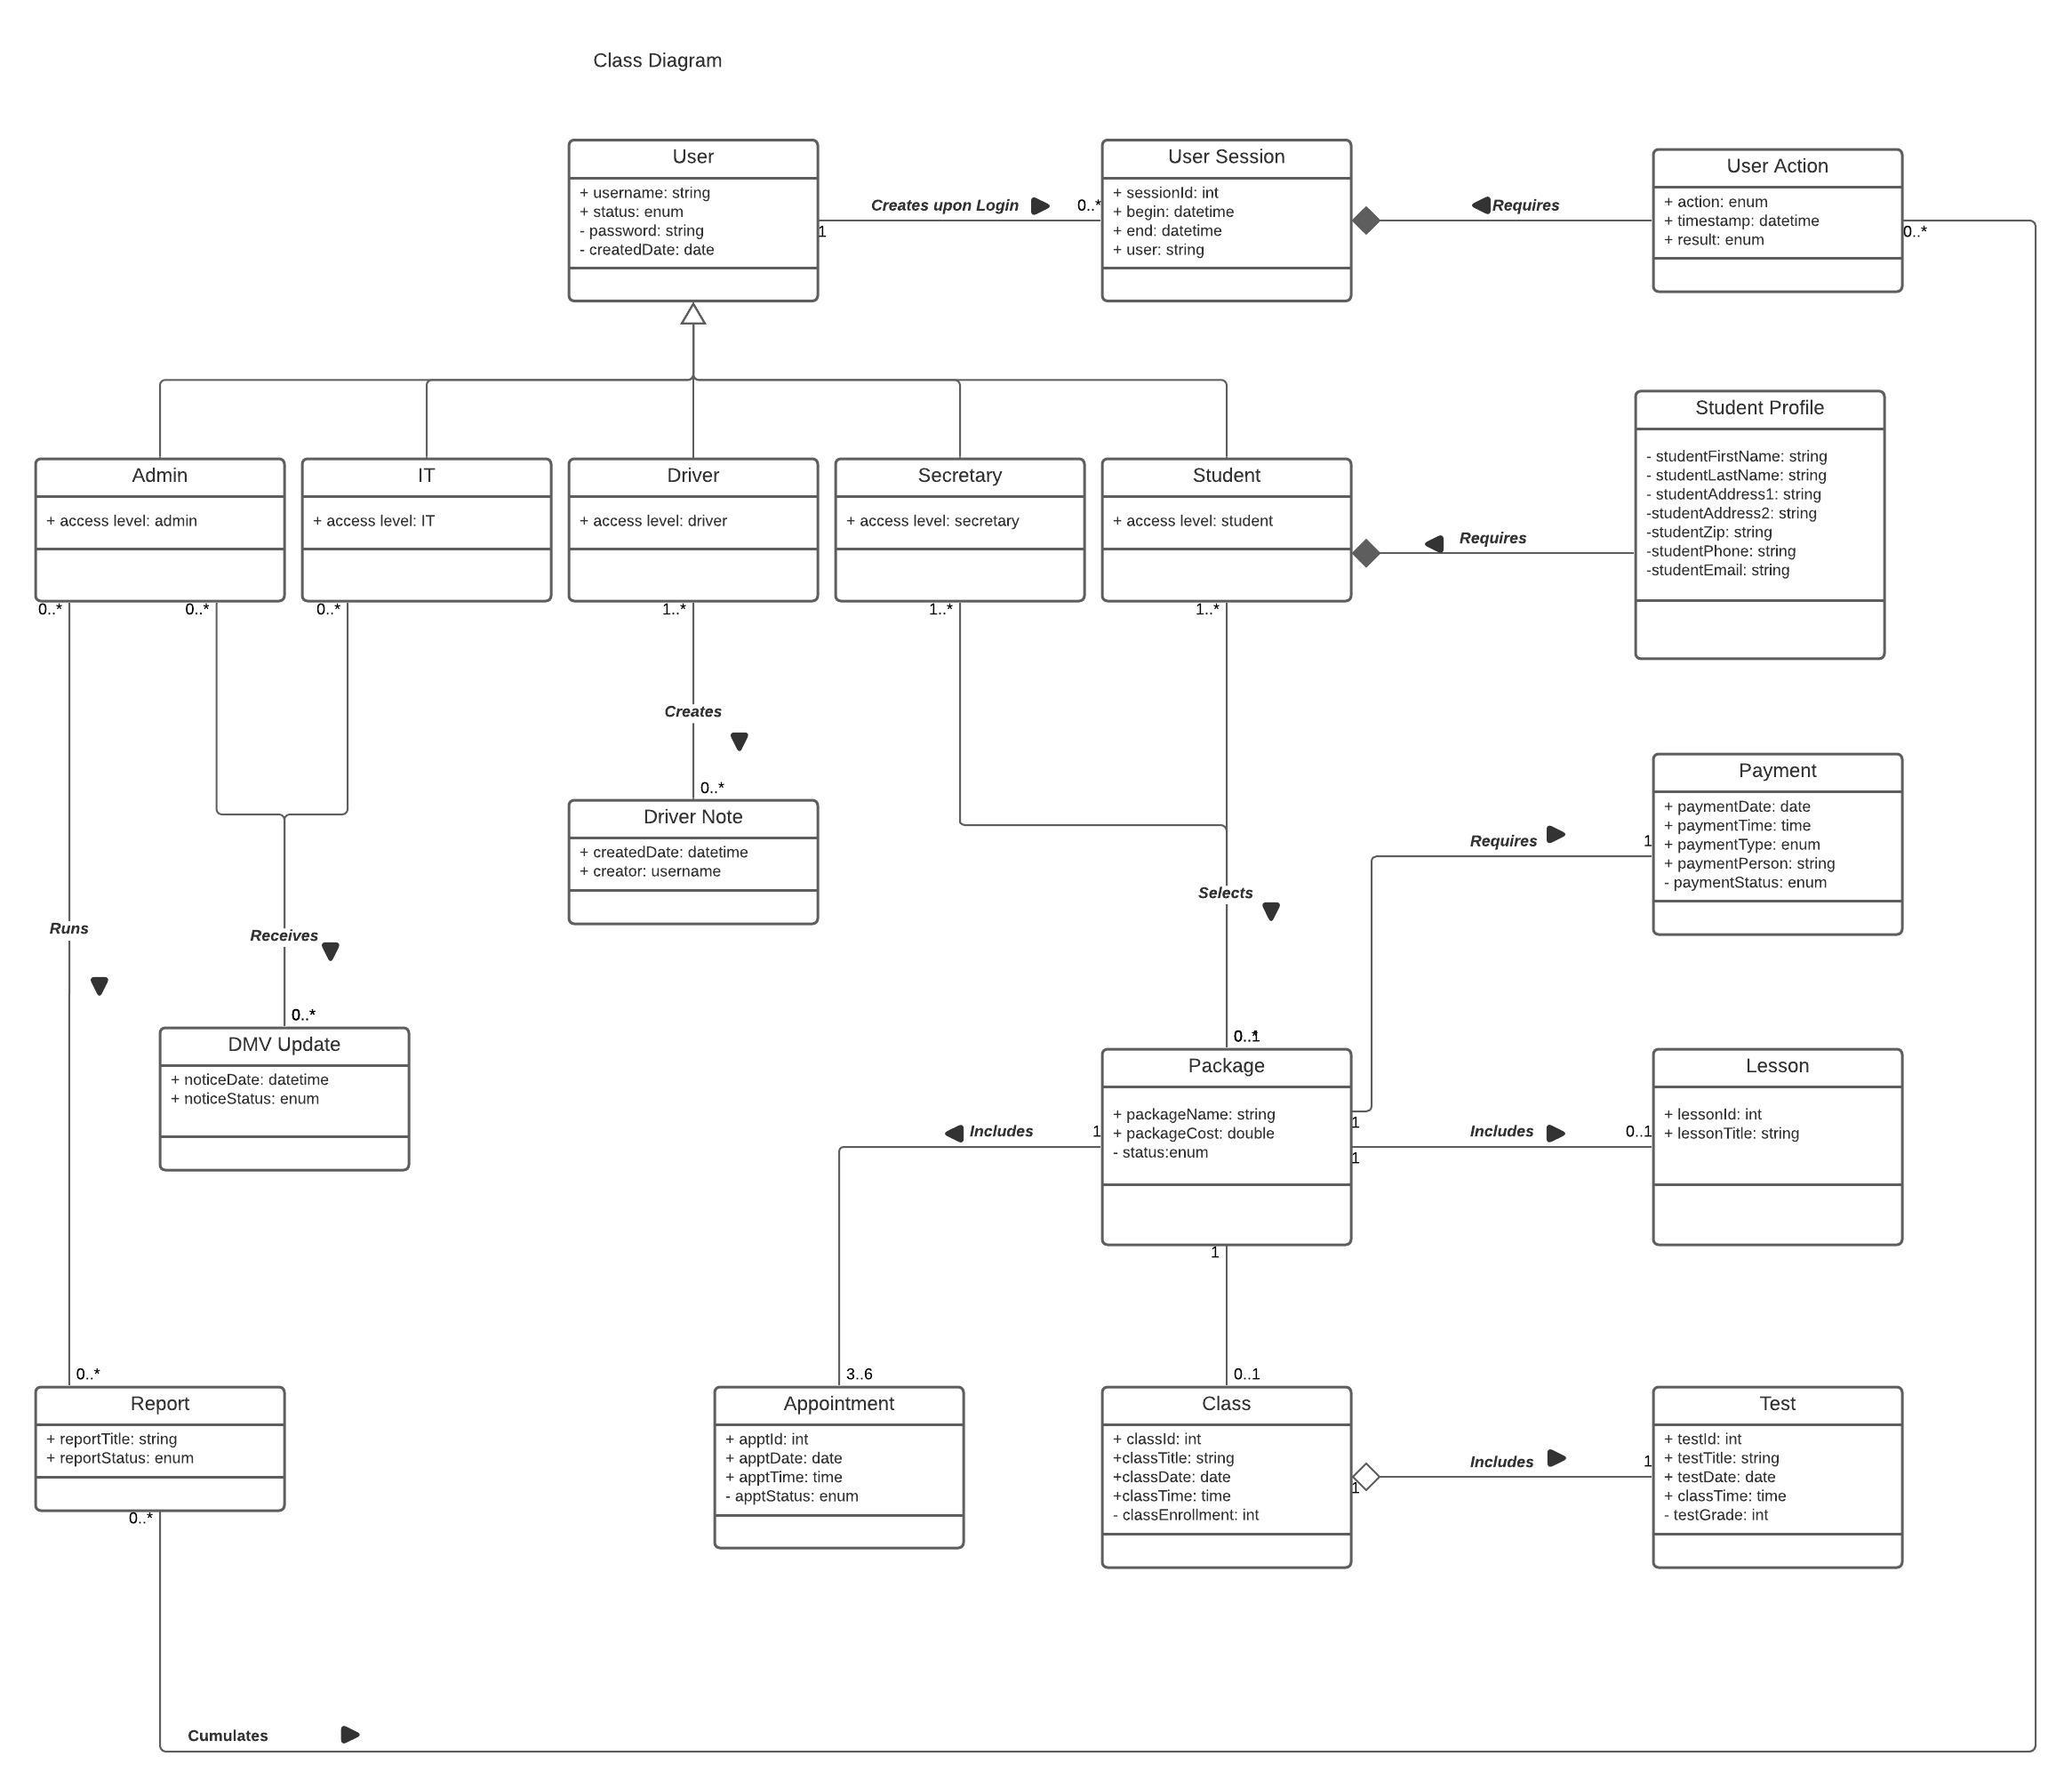 Class Diagram
User
+ username: string
+ status: enum
- password: string
- createdDate: date
1
Creates upon Login
0..*
User Session
+ sessionId: int
+ begin: datetime
+ end: datetime
+ user: string
Requires
User Action
+ action: enum
+ timestamp: datetime
+ result: enum
0..*
Admin
+ access level: admin
0..*
0..*
IT
+ access level: IT
0..*
Driver
+ access level: driver
1..*
Secretary
+ access level: secretary
1..*
Student
+ access level: student
1..*
Requires
Student Profile
- studentFirstName: string
- studentLastName: string
- studentAddress1: string
-studentAddress2: string
-studentZip: string
-studentPhone: string
-studentEmail: string
Creates
0..*
Driver Note
+ createdDate: datetime
+ creator: username
Selects
Requires
1
Payment
+ paymentDate: date
+ paymentTime: time
+ paymentType: enum
+ paymentPerson: string
- paymentStatus: enum
Runs
Receives
0..*
DMV Update
+ noticeDate: datetime
+ noticeStatus: enum
Package
+ packageName: string
+ packageCost: double
- status:enum
1
Includes
1
1
Includes
0..1
Lesson
+ lessonId: int
+ lessonTitle: string
1
0..*
Report
+ reportTitle: string
+ reportStatus: enum
0..*
3..6
Appointment
+ apptId: int
+ apptDate: date
+ apptTime: time
- apptStatus: enum
0..1
Class
+ classId: int
+classTitle: string
+classDate: date
+classTime: time
- classEnrollment: int
1
Includes
1
Test
+ testId: int
+ testTitle: string
+ testDate: date
+ classTime: time
- testGrade: int
Cumulates